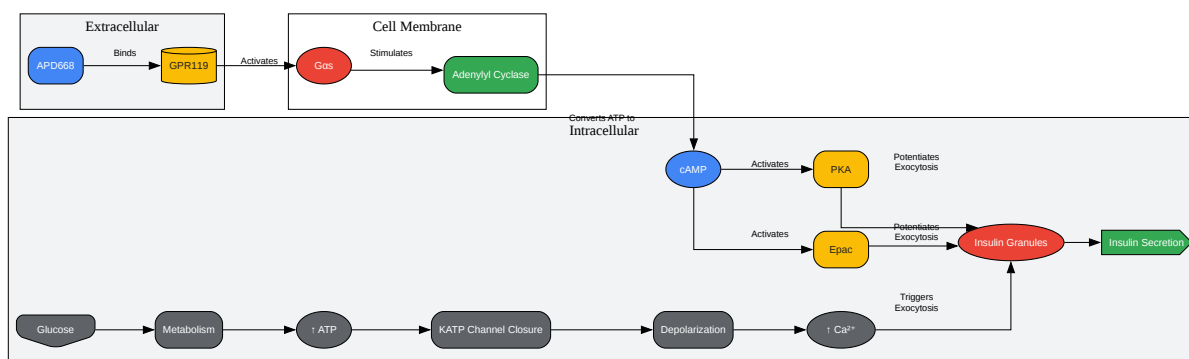 Extracellular
Cell Membrane
APD668
Binds
GPR119
Activates
Gαs
Stimulates
Adenylyl Cyclase
Converts ATP to
Intracellular
cAMP
Activates
PKA
Potentiates
Exocytosis
Activates
Epac
Potentiates
Exocytosis
Insulin Granules
Insulin Secretion
Glucose
Metabolism
↑ ATP
KATP Channel Closure
Depolarization
↑ Ca²⁺
Triggers
Exocytosis